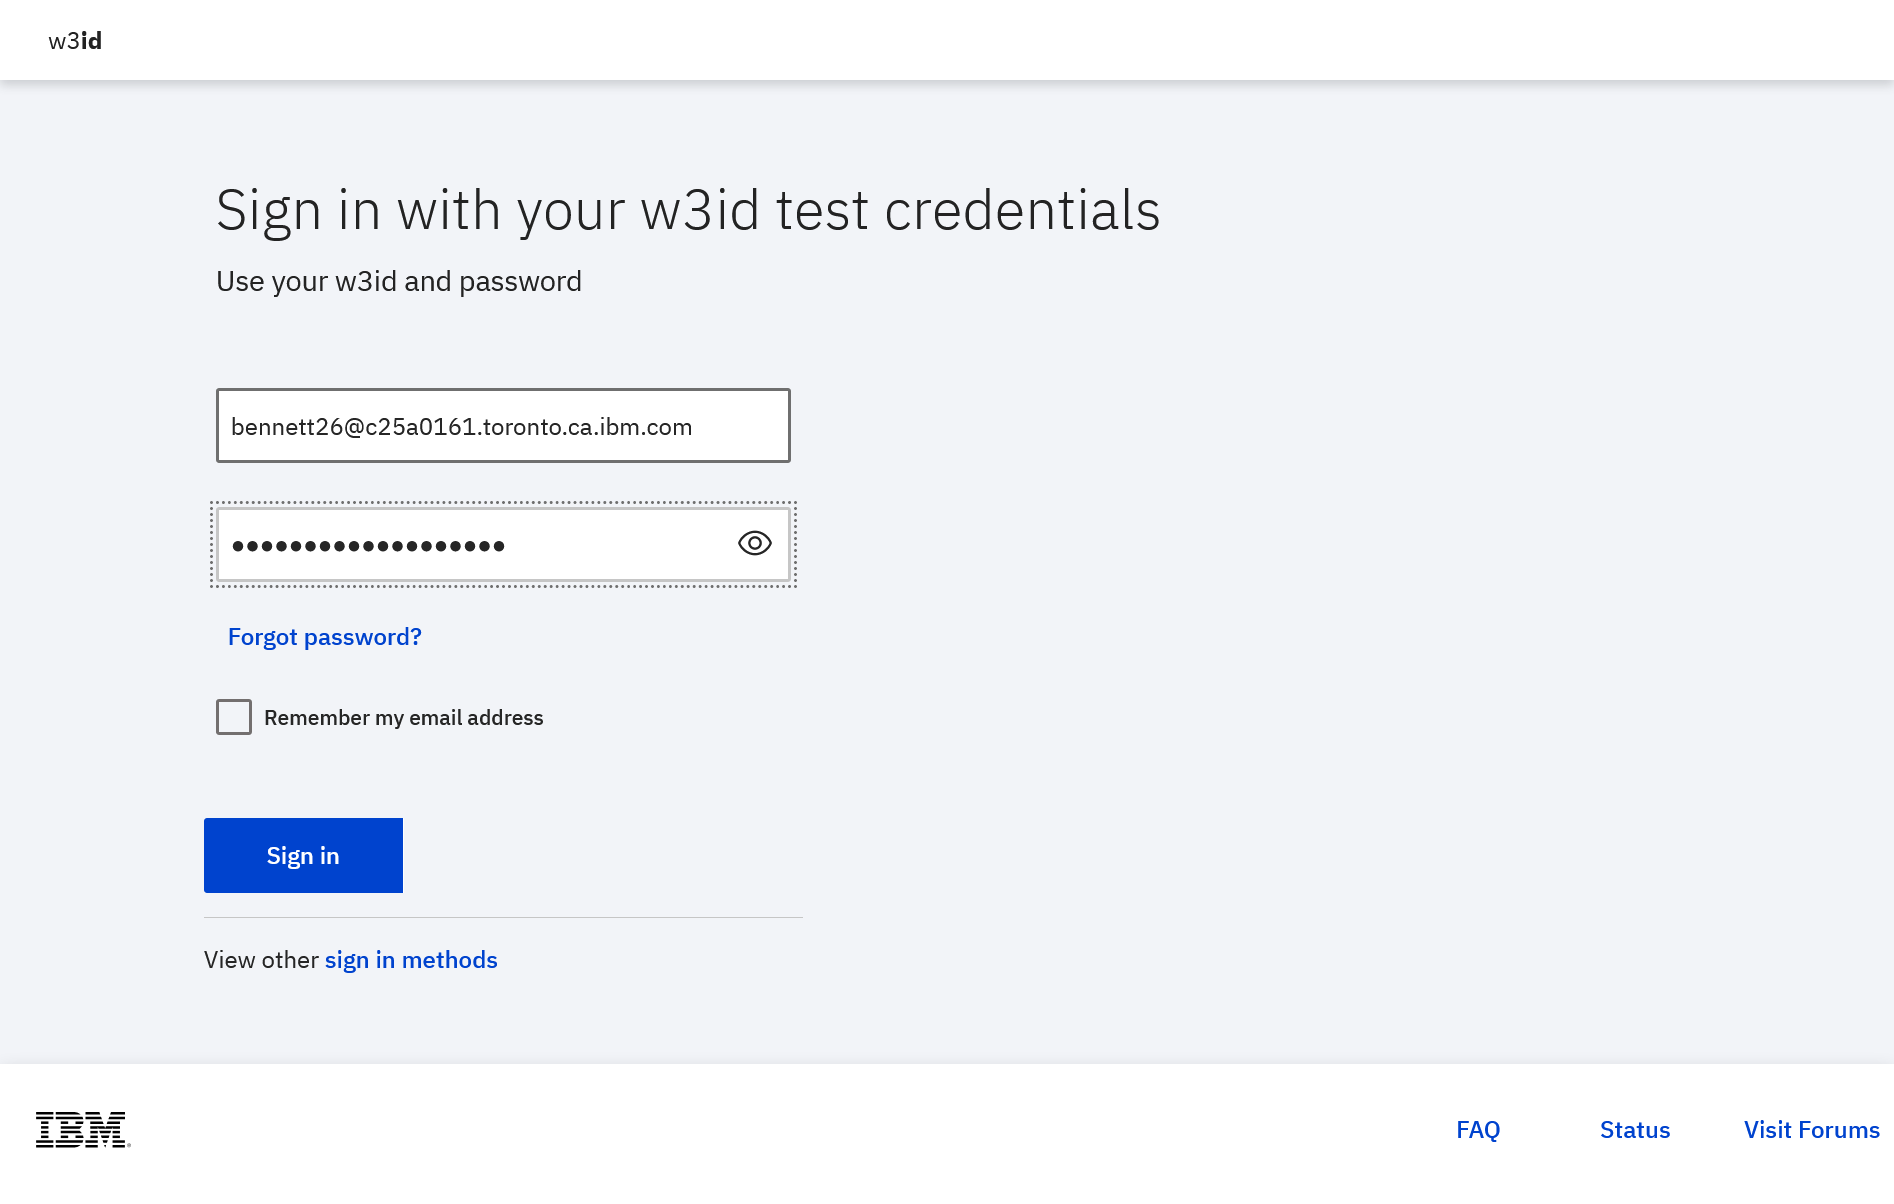 w3id
Sign in with your w3id test credentials
Use your w3id and password
bennett26@c25a0161.toronto.ca.ibm.com
●●●●●●●●●●●●●●●●●●●
Forgot password?
Remember my email address
Sign in
View other sign in methods
IBM®
FAQ
Status
Visit Forums